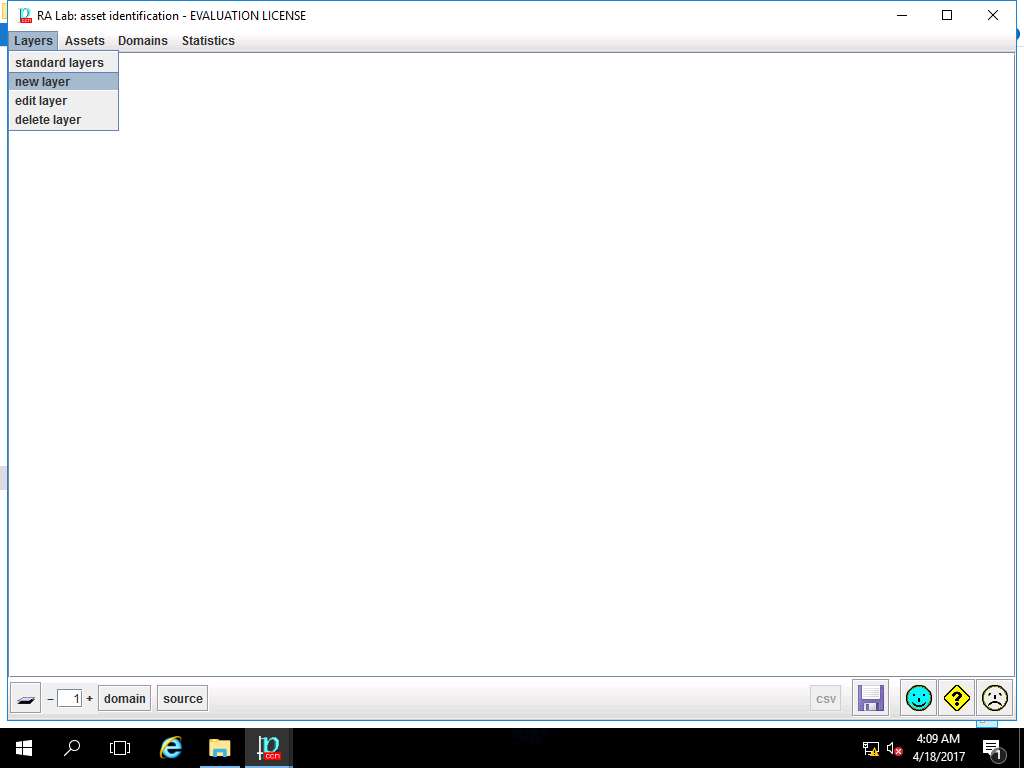 RA Lab: asset identification - EVALUATION LICENSE
Layers Assets Domains Statistics
standard layers
new layer
edit layer
delete layer
– 1 + domain source csv
?
4:09 AM
4/18/2017
1